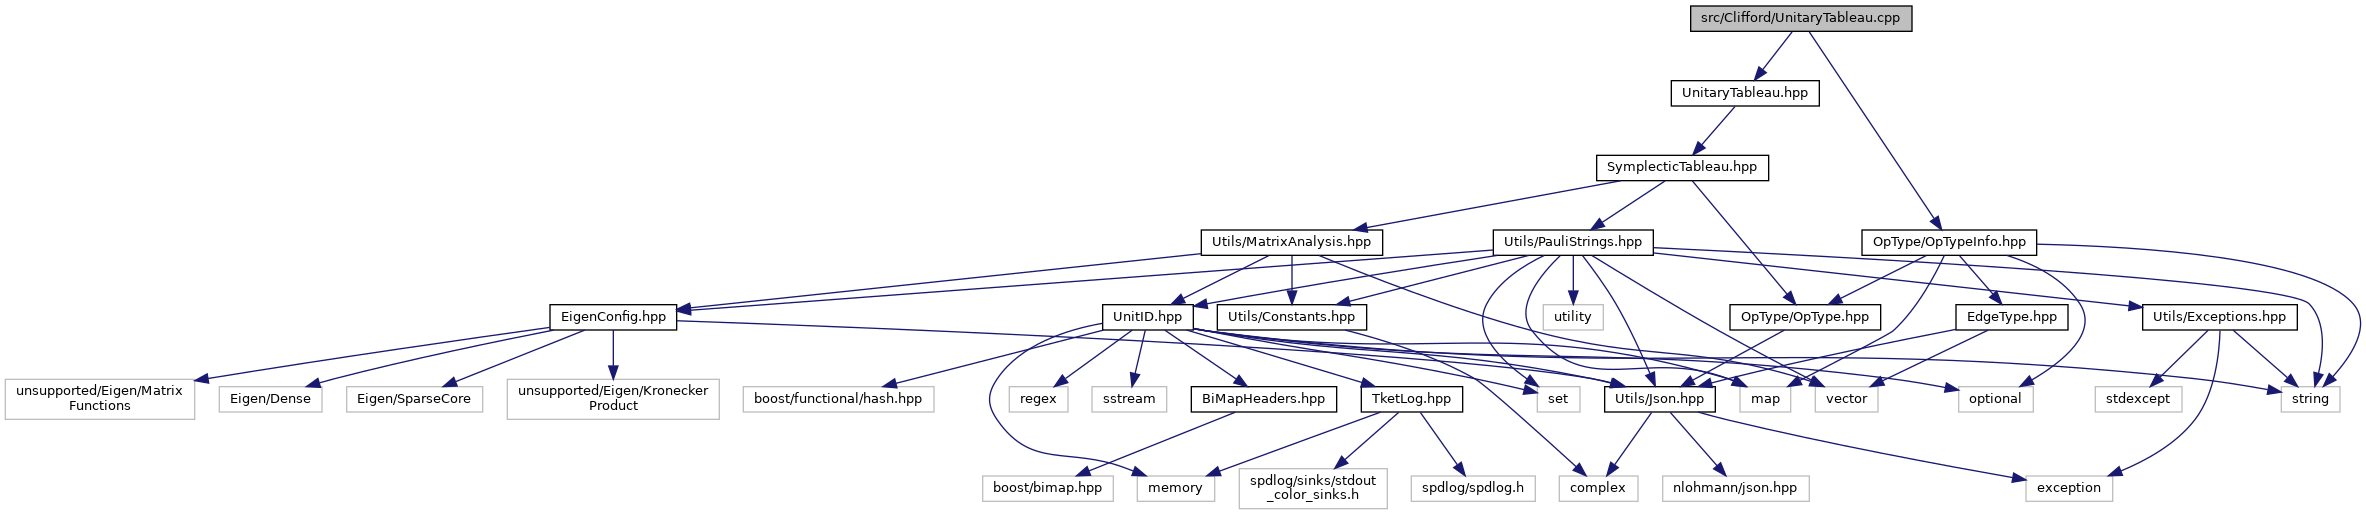 src/Clifford/UnitaryTableau.cpp
UnitaryTableau.hpp
SymplecticTableau.hpp
Utils/MatrixAnalysis.hpp
Utils/PauliStrings.hpp
OpType/OpTypeInfo.hpp
EigenConfig.hpp
UnitID.hpp
Utils/Constants.hpp
utility
OpType/OpType.hpp
EdgeType.hpp
Utils/Exceptions.hpp
unsupported/Eigen/Matrix
Functions
Eigen/Dense
Eigen/SparseCore
unsupported/Eigen/Kronecker
Product
boost/functional/hash.hpp
regex
sstream
BiMapHeaders.hpp
TketLog.hpp
set
Utils/Json.hpp
map
vector
optional
stdexcept
string
boost/bimap.hpp
memory
spdlog/sinks/stdout
_color_sinks.h
spdlog/spdlog.h
complex
nlohmann/json.hpp
exception